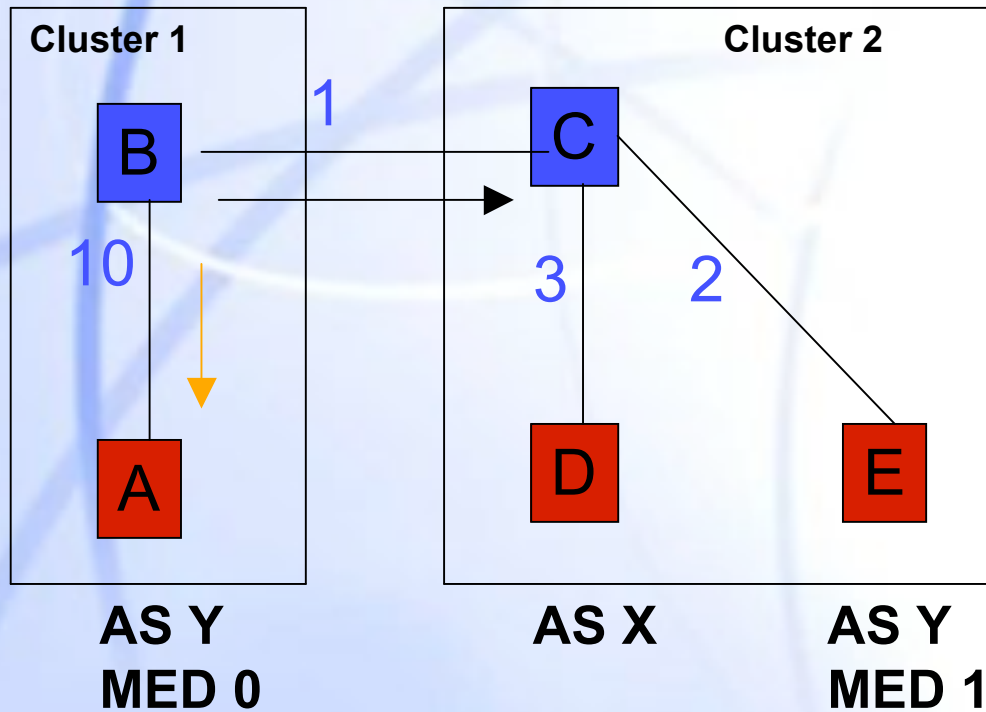 Cluster 1
Cluster 2
1
B
C
10
3
2
A
D
E
AS Y
MED 0
AS X
AS Y
MED 1